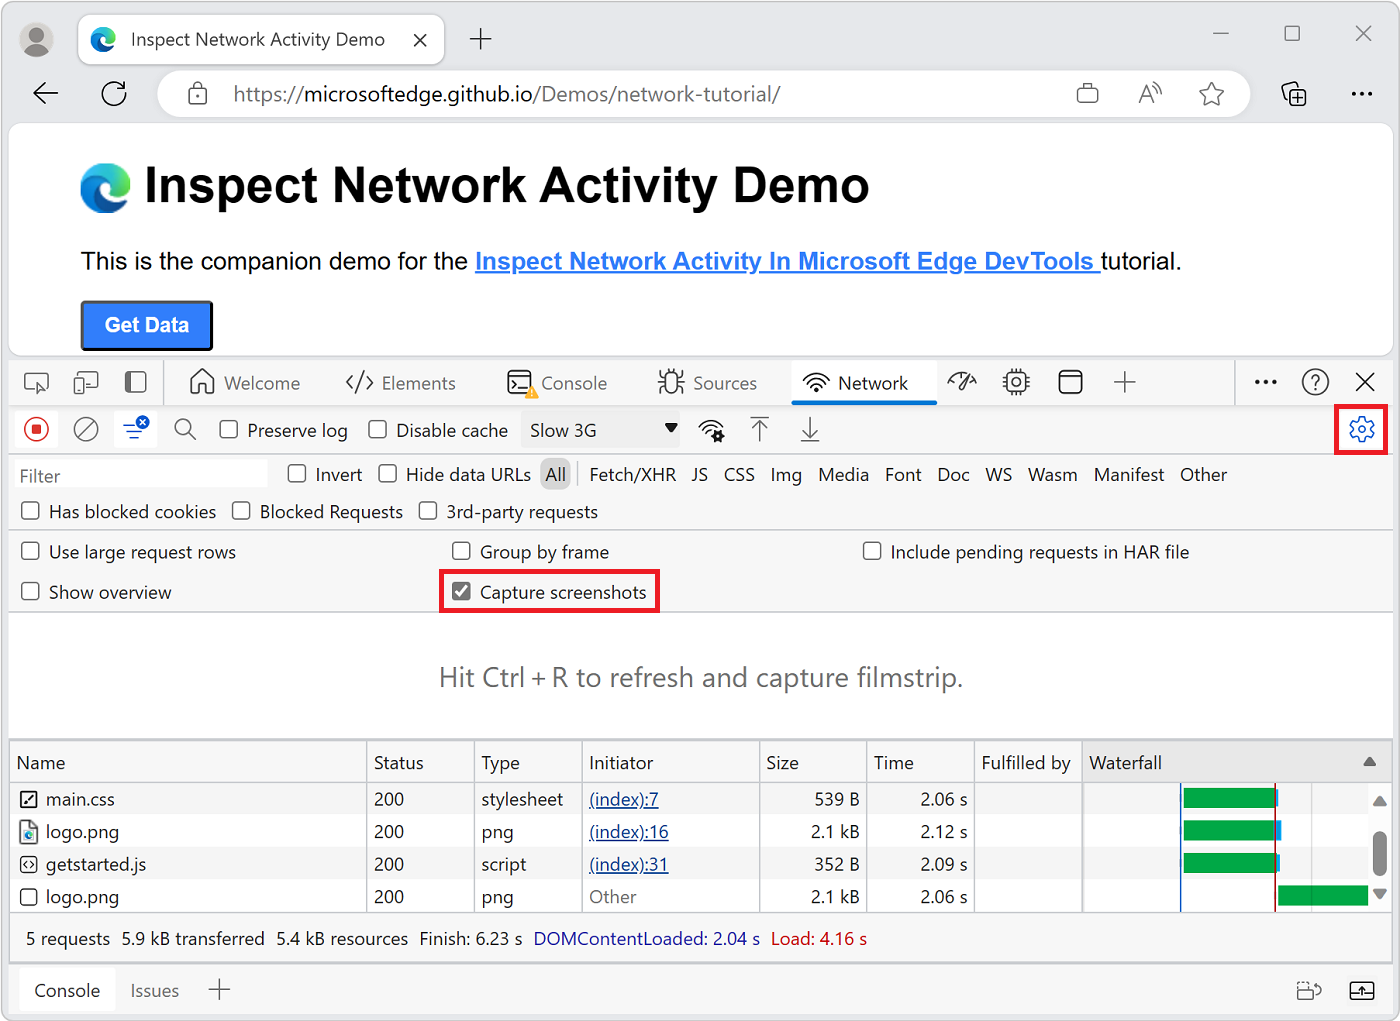 Inspect Network Activity Demo
https://microsoftedge.github.io/Demos/network-tutorial/
Inspect Network Activity Demo
This is the companion demo for the Inspect Network Activity In Microsoft Edge DevTools tutorial.
Get Data
Welcome Elements Console Sources Network
Preserve log Disable cache Slow 3G
Filter Invert Hide data URLs All Fetch/XHR JS CSS Img Media Font Doc WS Wasm Manifest Other
Has blocked cookies Blocked Requests 3rd-party requests
Use large request rows Group by frame Include pending requests in HAR file
Show overview Capture screenshots
Hit Ctrl + R to refresh and capture filmstrip.
Name Status Type Initiator Size Time Fulfilled by Waterfall
main.css 200 stylesheet (index):7 539 B 2.06 s
logo.png 200 png (index):16 2.1 kB 2.12 s
getstarted.js 200 script (index):31 352 B 2.09 s
logo.png 200 png Other 2.1 kB 2.06 s
5 requests 5.9 kB transferred 5.4 kB resources Finish: 6.23 s DOMContentLoaded: 2.04 s Load: 4.16 s
Console Issues